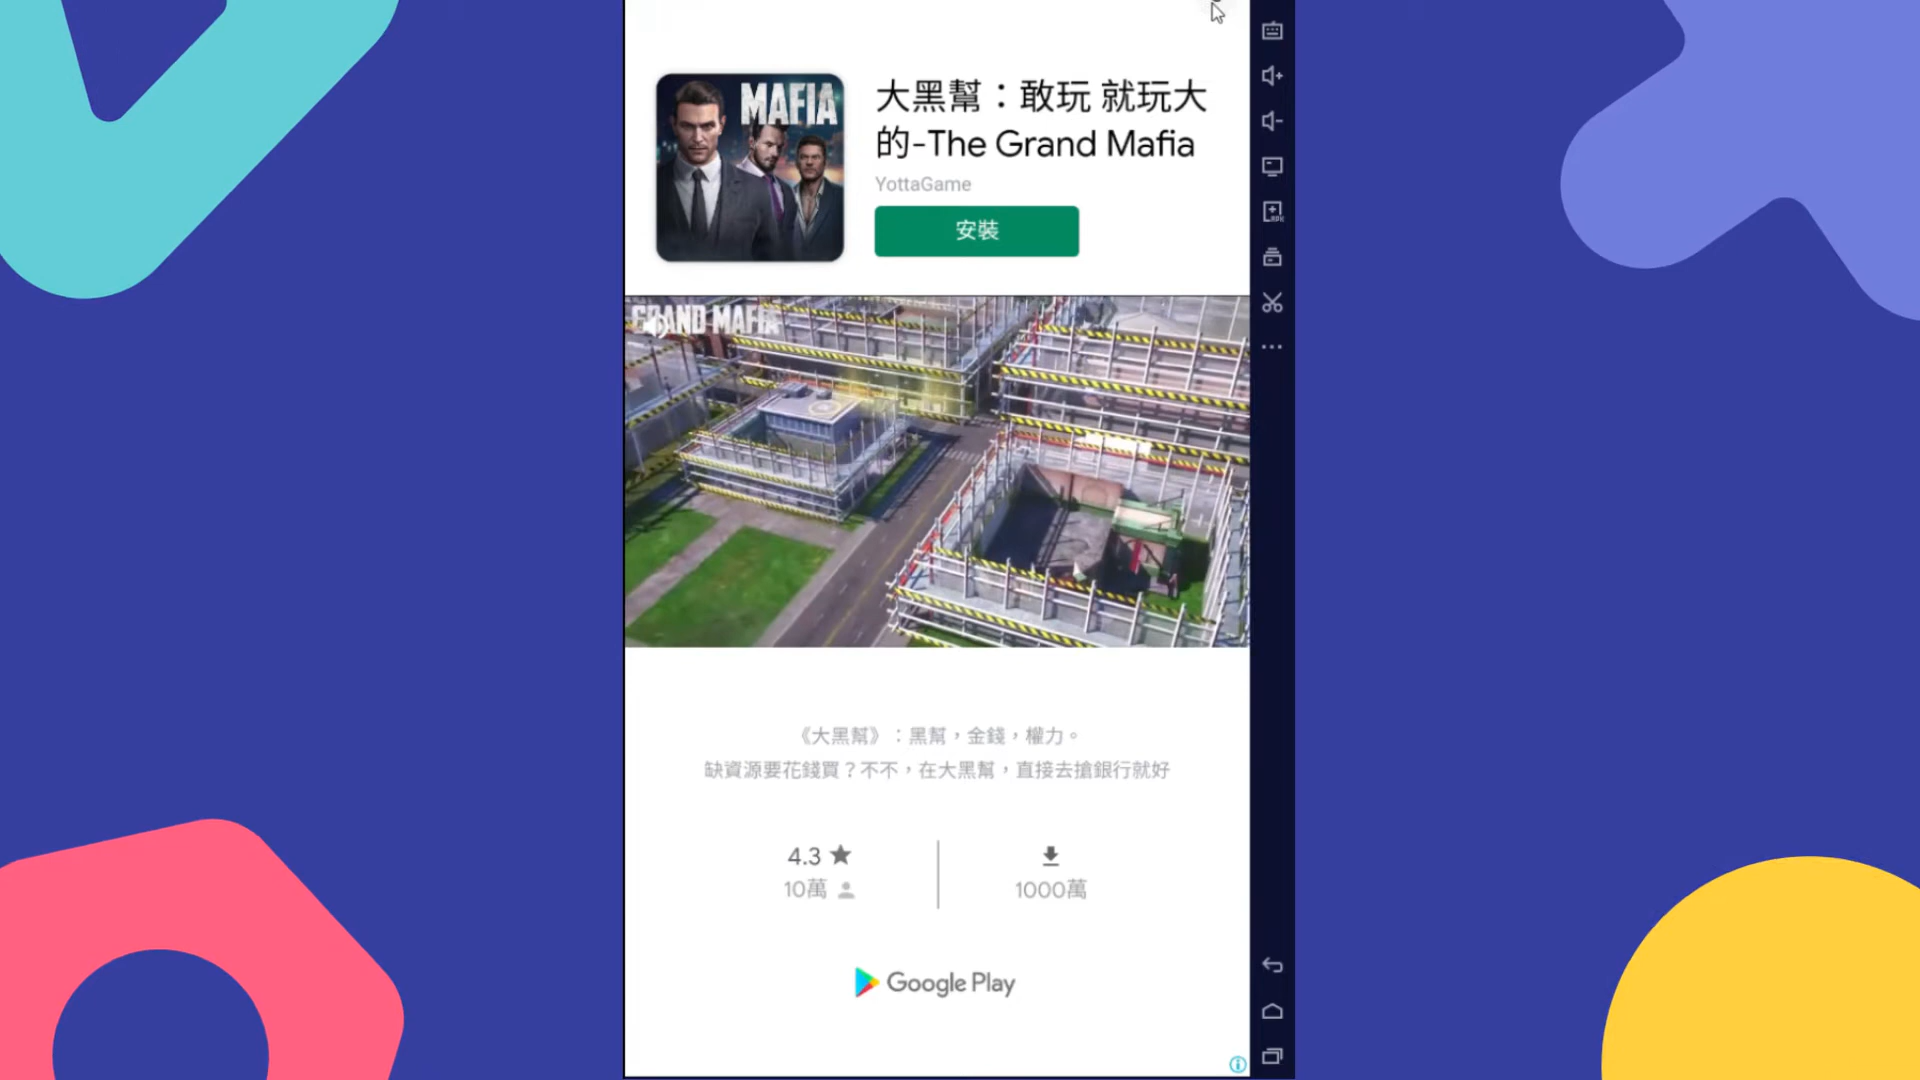 MAFIA
大黑幫：敢玩 就玩大
的-The Grand Mafia
YottaGame
安裝
GRAND MAFIA
《大黑幫》：黑幫，金錢，權力。
缺資源要花錢買？不不，在大黑幫，直接去搶銀行就好
4.3
10萬
1000萬
Google Play